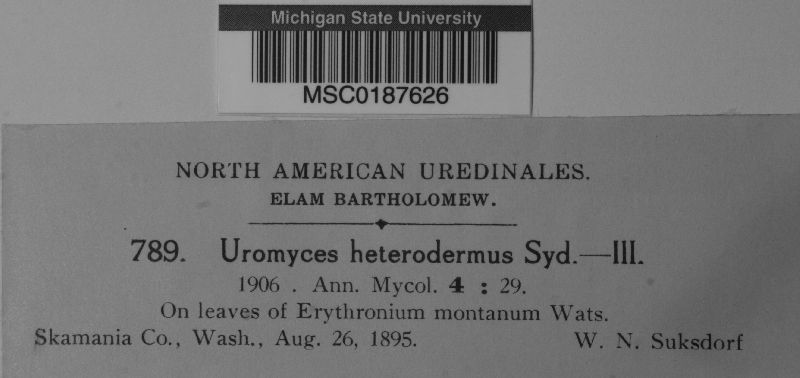 Michigan State University
MSC0187626
NORTH AMERICAN UREDINALES.
ELAM BARTHOLOMEW.
789. Uromyces heterodermus Syd.—III.
1906 . Ann. Mycol. 4 : 29.
On leaves of Erythronium montanum Wats.
Skamania Co., Wash., Aug. 26, 1895. W. N. Suksdorf